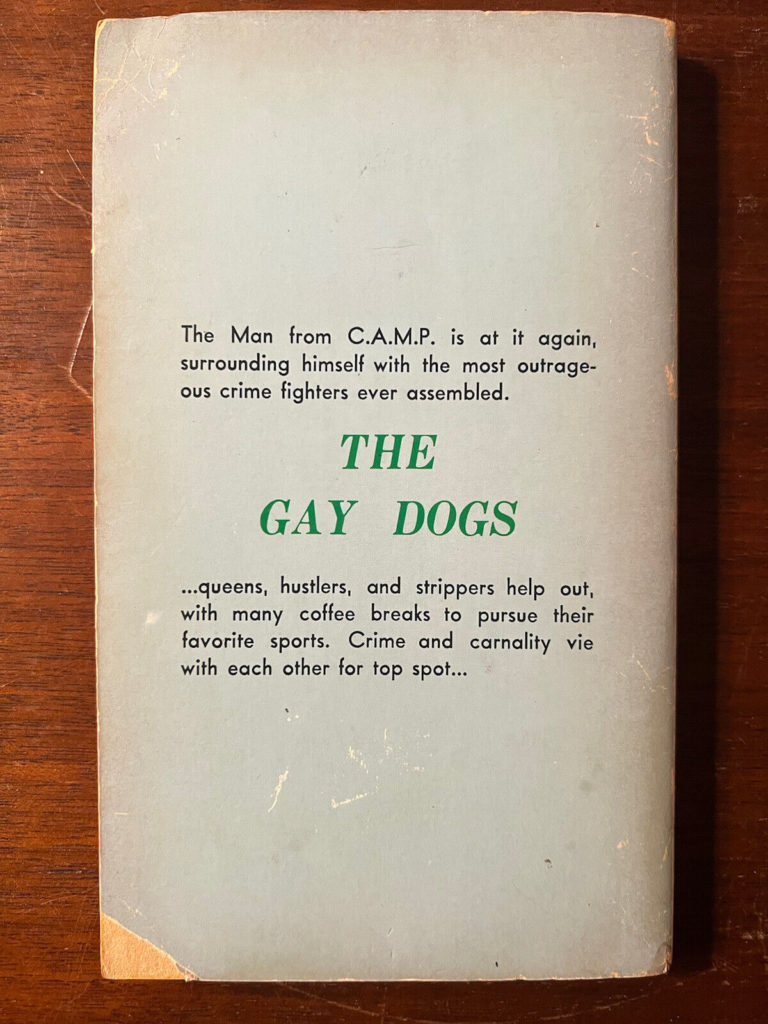 The Man from C.A.M.P. is at it again,
surrounding himself with the most outrage-
ous crime fighters ever assembled.
THE
GAY DOGS
...queens, hustlers, and strippers help out,
with many coffee breaks to pursue their
favorite sports. Crime and carnality vie
with each other for top spot...